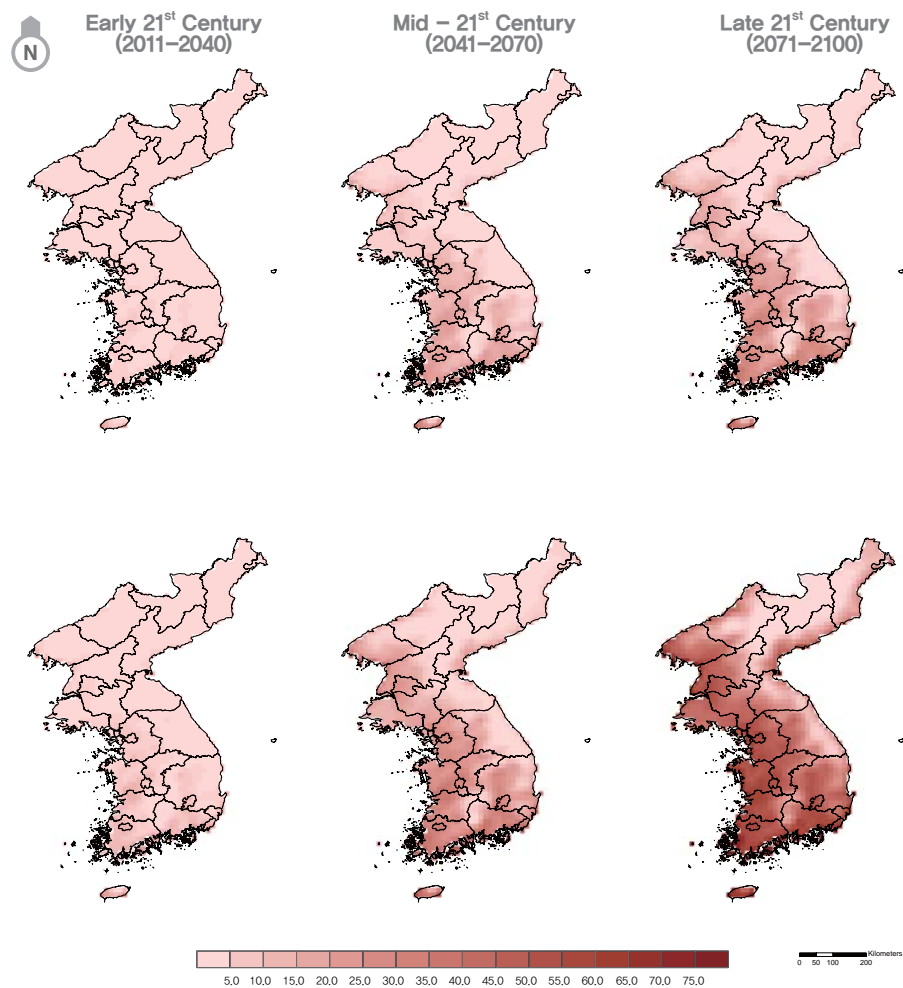 N
Early 21st Century
(2011–2040)
Mid – 21st Century
(2041–2070)
Late 21st Century
(2071–2100)
5.0 10.0 15.0 20.0 25.0 30.0 35.0 40.0 45.0 50.0 55.0 60.0 65.0 70.0 75.0
Kilometers
0 50 100 200